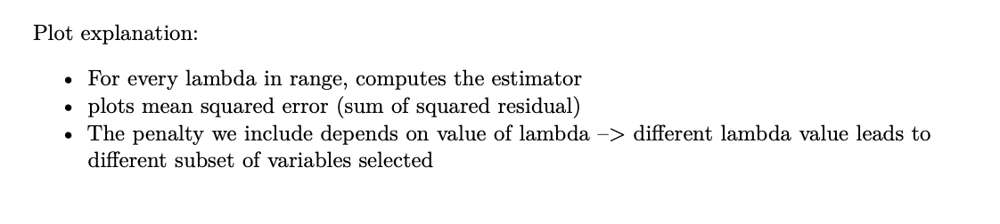 Plot explanation:
• For every lambda in range, computes the estimator
• plots mean squared error (sum of squared residual)
• The penalty we include depends on value of lambda –> different lambda value leads to
different subset of variables selected